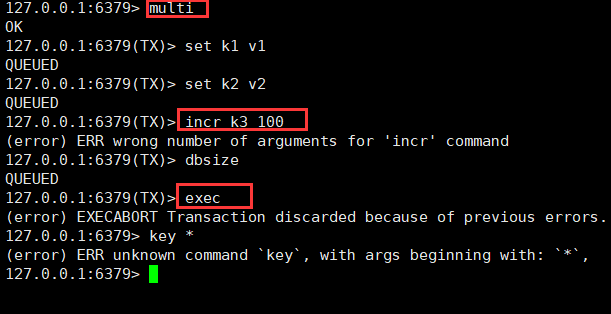 127.0.0.1:6379> multi
OK
127.0.0.1:6379(TX)> set k1 v1
QUEUED
127.0.0.1:6379(TX)> set k2 v2
QUEUED
127.0.0.1:6379(TX)> incr k3 100
(error) ERR wrong number of arguments for 'incr' command
127.0.0.1:6379(TX)> dbsize
QUEUED
127.0.0.1:6379(TX)> exec
(error) EXECABORT Transaction discarded because of previous errors.
127.0.0.1:6379> key *
(error) ERR unknown command `key`, with args beginning with: `*`,
127.0.0.1:6379>